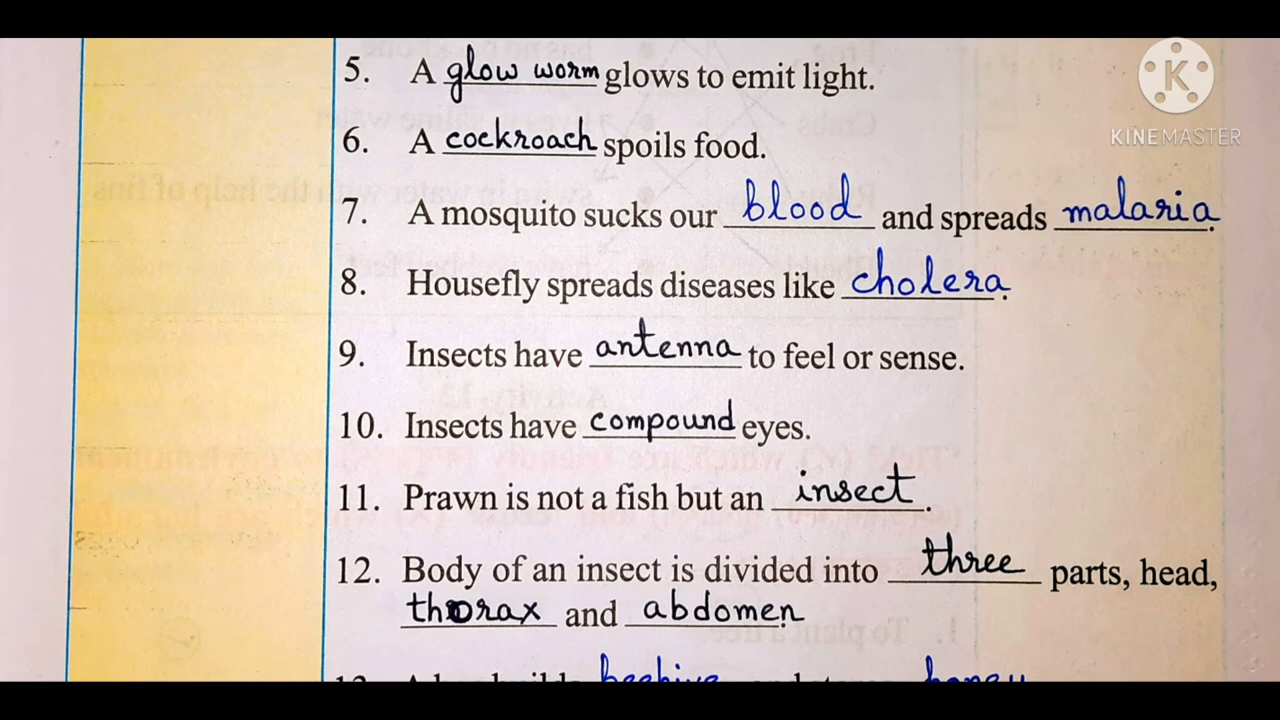 5. A glow worm glows to emit light.
K
KINEMASTER
6. A cockroach spoils food.
7. A mosquito sucks our blood and spreads malaria.
8. Housefly spreads diseases like cholera.
9. Insects have antenna to feel or sense.
10. Insects have compound eyes.
11. Prawn is not a fish but an insect.
12. Body of an insect is divided into three parts, head,
thorax and abdomen.